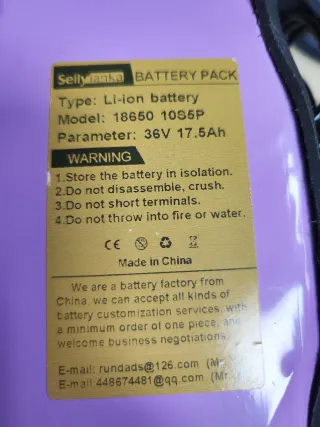 Sellylanka BATTERY PACK
Type: Li-ion battery
Model: 18650 10S5P
Parameter: 36V 17.5Ah
WARNING
1.Store the battery in isolation.
2.Do not disassemble, crush.
3.Do not short terminals.
4.Do not throw into fire or water.
CE
Made in China
We are a battery factory from
China, we can accept all kinds of
battery customization services, with
a minimum order of one piece, and
welcome business negotiations.
E-mail: rundads@126.com (M
E-mail: 448674481@qq.com (Mr.